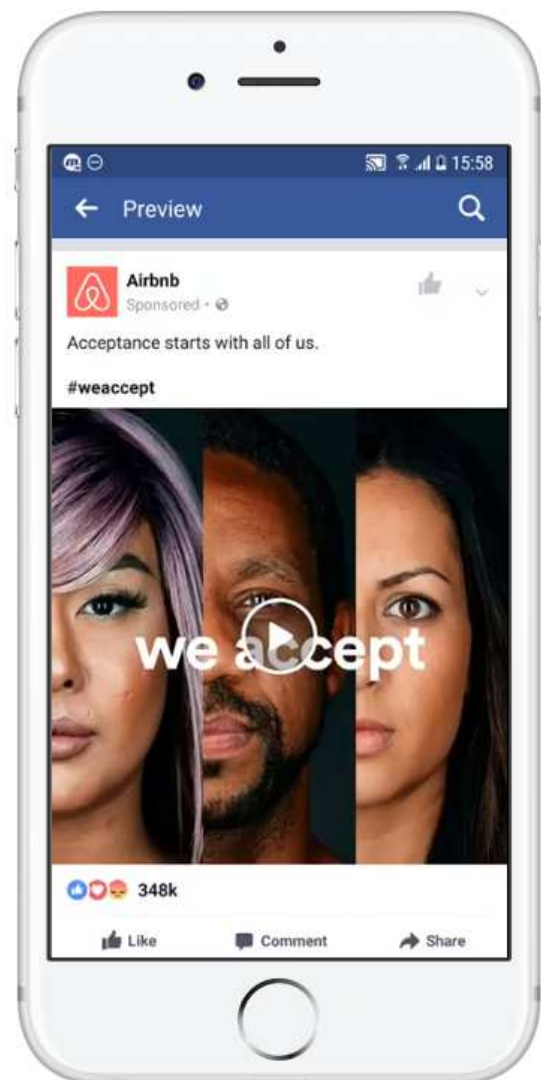 15:58
Preview
Airbnb
Sponsored
Acceptance starts with all of us.
#weaccept
we accept
348k
Like Comment Share